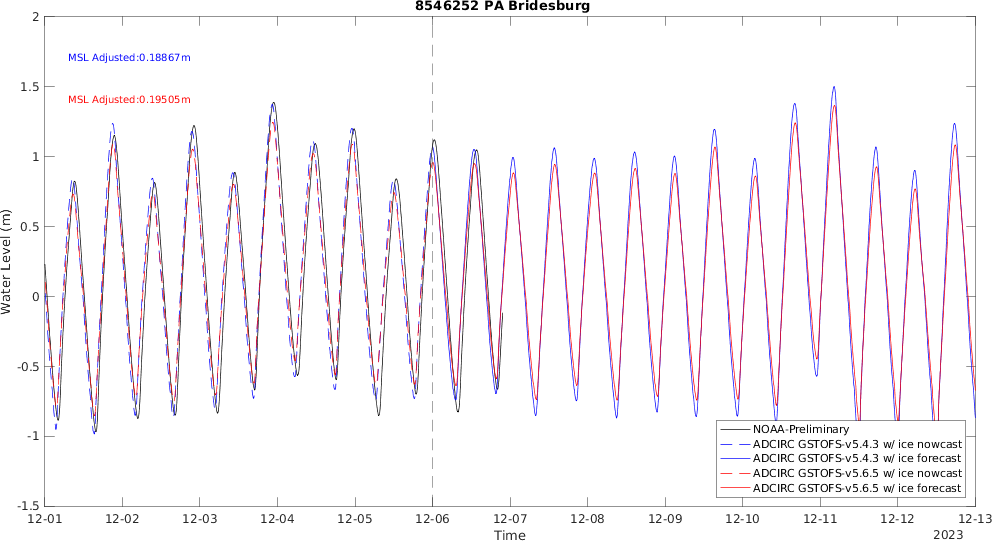 8546252 PA Bridesburg
MSL Adjusted:0.18867m
MSL Adjusted:0.19505m
2
1.5
1
0.5
0
-0.5
-1
-1.5
Water Level (m)
NOAA-Preliminary
ADCIRC GSTOFS-v5.4.3 w/ ice nowcast
ADCIRC GSTOFS-v5.4.3 w/ ice forecast
ADCIRC GSTOFS-v5.6.5 w/ ice nowcast
ADCIRC GSTOFS-v5.6.5 w/ ice forecast
12-01 12-02 12-03 12-04 12-05 12-06 12-07 12-08 12-09 12-10 12-11 12-12 12-13
Time
2023